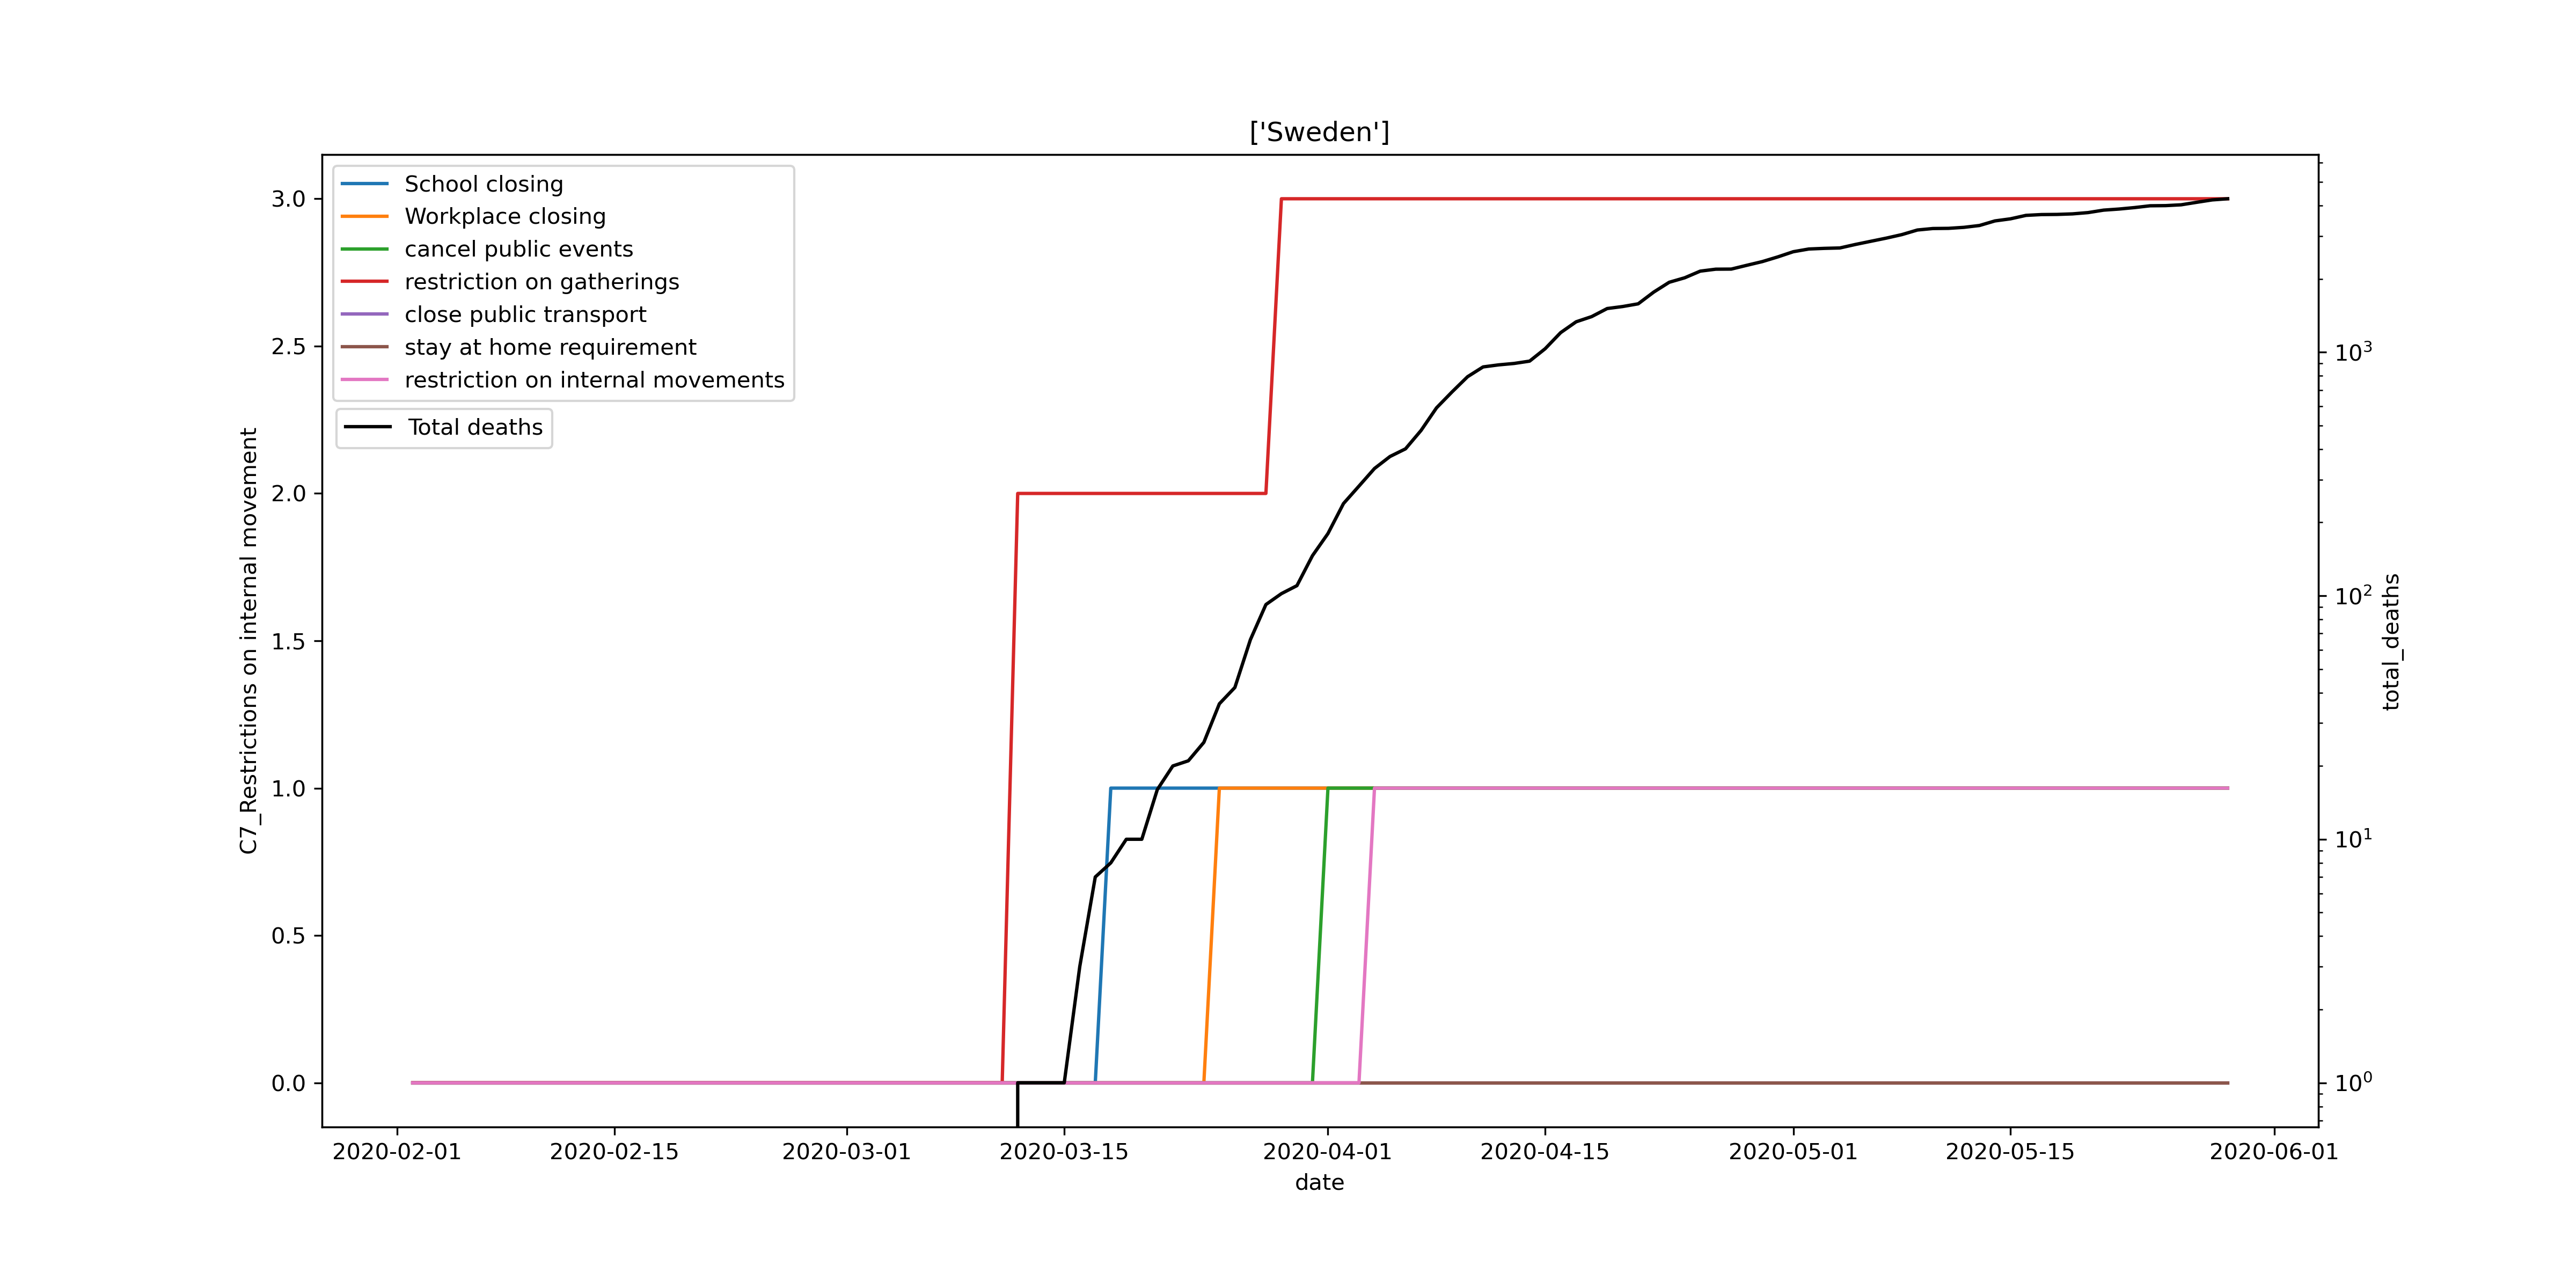 ['Sweden']
School closing
Workplace closing
cancel public events
restriction on gatherings
close public transport
stay at home requirement
restriction on internal movements
Total deaths
C7_Restrictions on internal movement
3.0
2.5
2.0
1.5
1.0
0.5
0.0
10³
10²
10¹
10⁰
total_deaths
2020-02-01 2020-02-15 2020-03-01 2020-03-15 2020-04-01 2020-04-15 2020-05-01 2020-05-15 2020-06-01
date